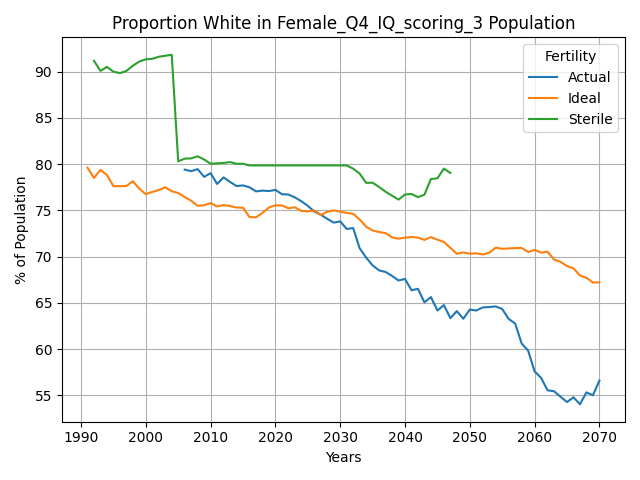 Proportion White in Female_Q4_IQ_scoring_3 Population
Fertility
Actual
Ideal
Sterile
% of Population
90
85
80
75
70
65
60
55
1990 2000 2010 2020 2030 2040 2050 2060 2070
Years